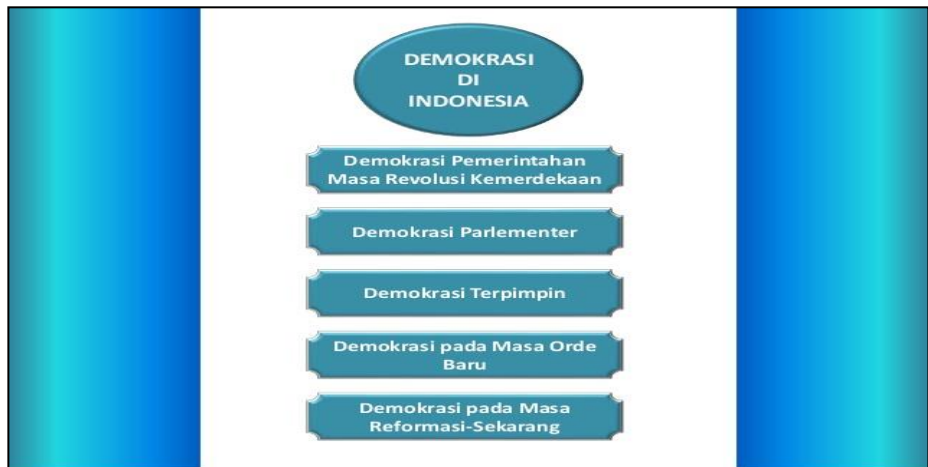 DEMOKRASI
DI
INDONESIA
Demokrasi Pemerintahan
Masa Revolusi Kemerdekaan
Demokrasi Parlementer
Demokrasi Terpimpin
Demokrasi pada Masa Orde
Baru
Demokrasi pada Masa
Reformasi-Sekarang